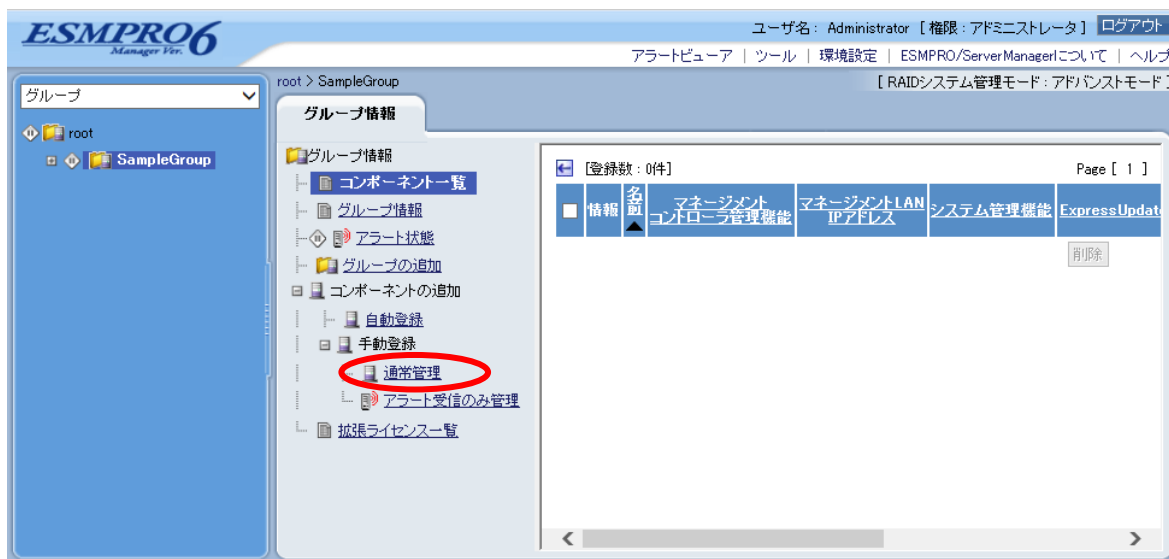 ESMPRO6
Manager Ver.
ユーザ名： Administrator [ 権限：アドミニストレータ ] ログアウト
アラートビューア | ツール | 環境設定 | ESMPRO/ServerManagerについて | ヘルプ
グループ
root
SampleGroup
root > SampleGroup
[ RAIDシステム管理モード：アドバンストモード ]
グループ情報
グループ情報
コンポーネント一覧
グループ情報
アラート状態
グループの追加
コンポーネントの追加
自動登録
手動登録
通常管理
アラート受信のみ管理
拡張ライセンス一覧
[登録数：0件]
Page [ 1 ]
情報
名前
マネージメント
コントローラ管理機能
マネージメントLAN
IPアドレス
システム管理機能
ExpressUpdat
削除